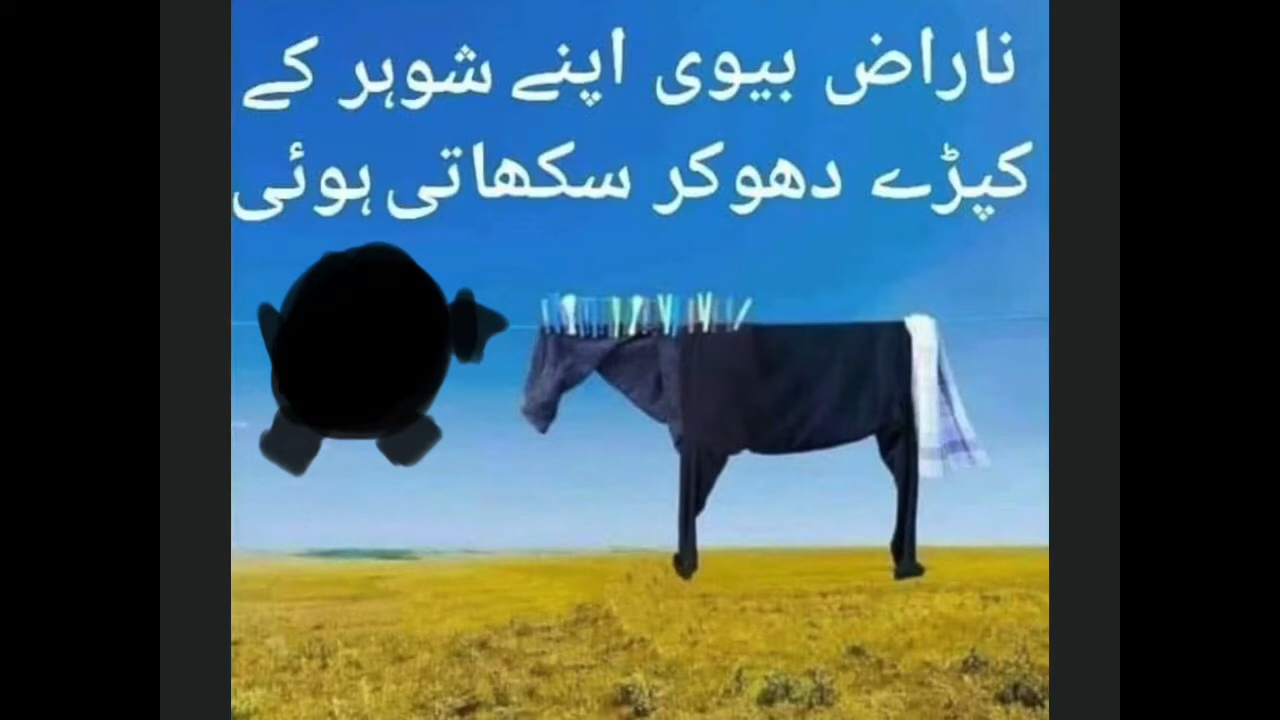 ناراض بیوی اپنے شوہر کے
کپڑے دھوکر سکھاتی ہوئی